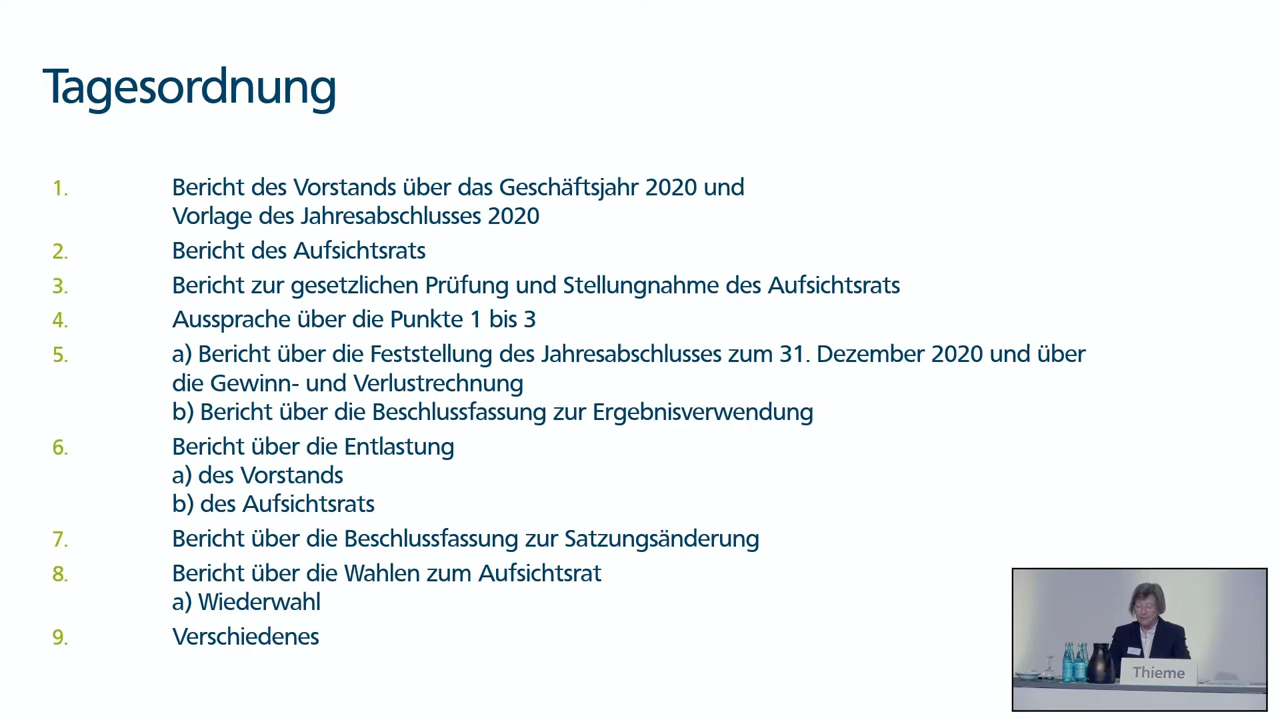 Tagesordnung
1. Bericht des Vorstands über das Geschäftsjahr 2020 und
Vorlage des Jahresabschlusses 2020
2. Bericht des Aufsichtsrats
3. Bericht zur gesetzlichen Prüfung und Stellungnahme des Aufsichtsrats
4. Aussprache über die Punkte 1 bis 3
5. a) Bericht über die Feststellung des Jahresabschlusses zum 31. Dezember 2020 und über
die Gewinn- und Verlustrechnung
b) Bericht über die Beschlussfassung zur Ergebnisverwendung
6. Bericht über die Entlastung
a) des Vorstands
b) des Aufsichtsrats
7. Bericht über die Beschlussfassung zur Satzungsänderung
8. Bericht über die Wahlen zum Aufsichtsrat
a) Wiederwahl
9. Verschiedenes
Thieme